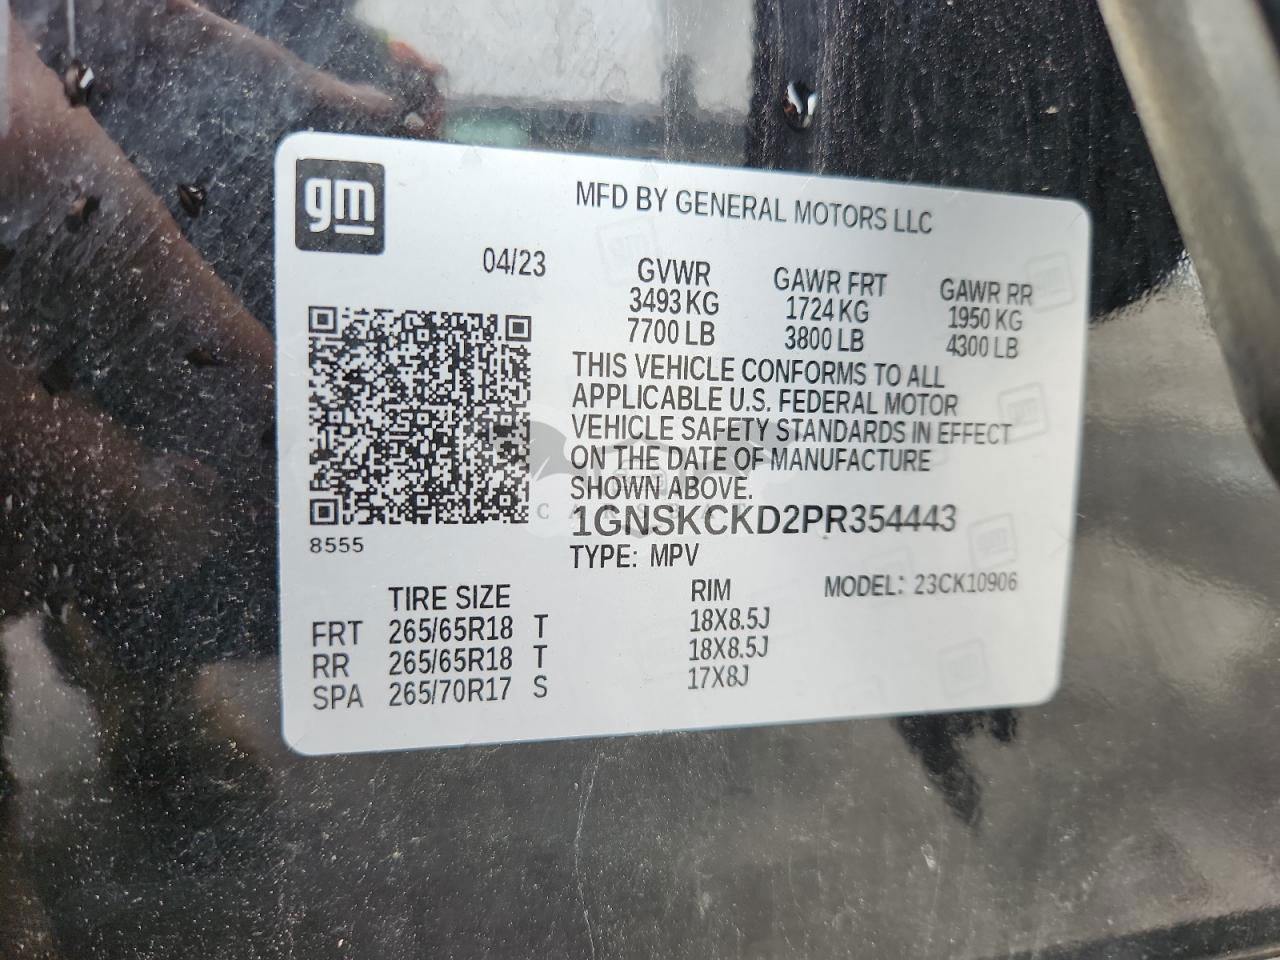 gm
MFD BY GENERAL MOTORS LLC
04/23
GVWR GAWR FRT GAWR RR
3493 KG 1724 KG 1950 KG
7700 LB 3800 LB 4300 LB
THIS VEHICLE CONFORMS TO ALL
APPLICABLE U.S. FEDERAL MOTOR
VEHICLE SAFETY STANDARDS IN EFFECT
ON THE DATE OF MANUFACTURE
SHOWN ABOVE.
1GNSKCKD2PR354443
8555
TYPE: MPV
MODEL: 23CK10906
TIRE SIZE RIM
FRT 265/65R18 T 18X8.5J
RR 265/65R18 T 18X8.5J
SPA 265/70R17 S 17X8J